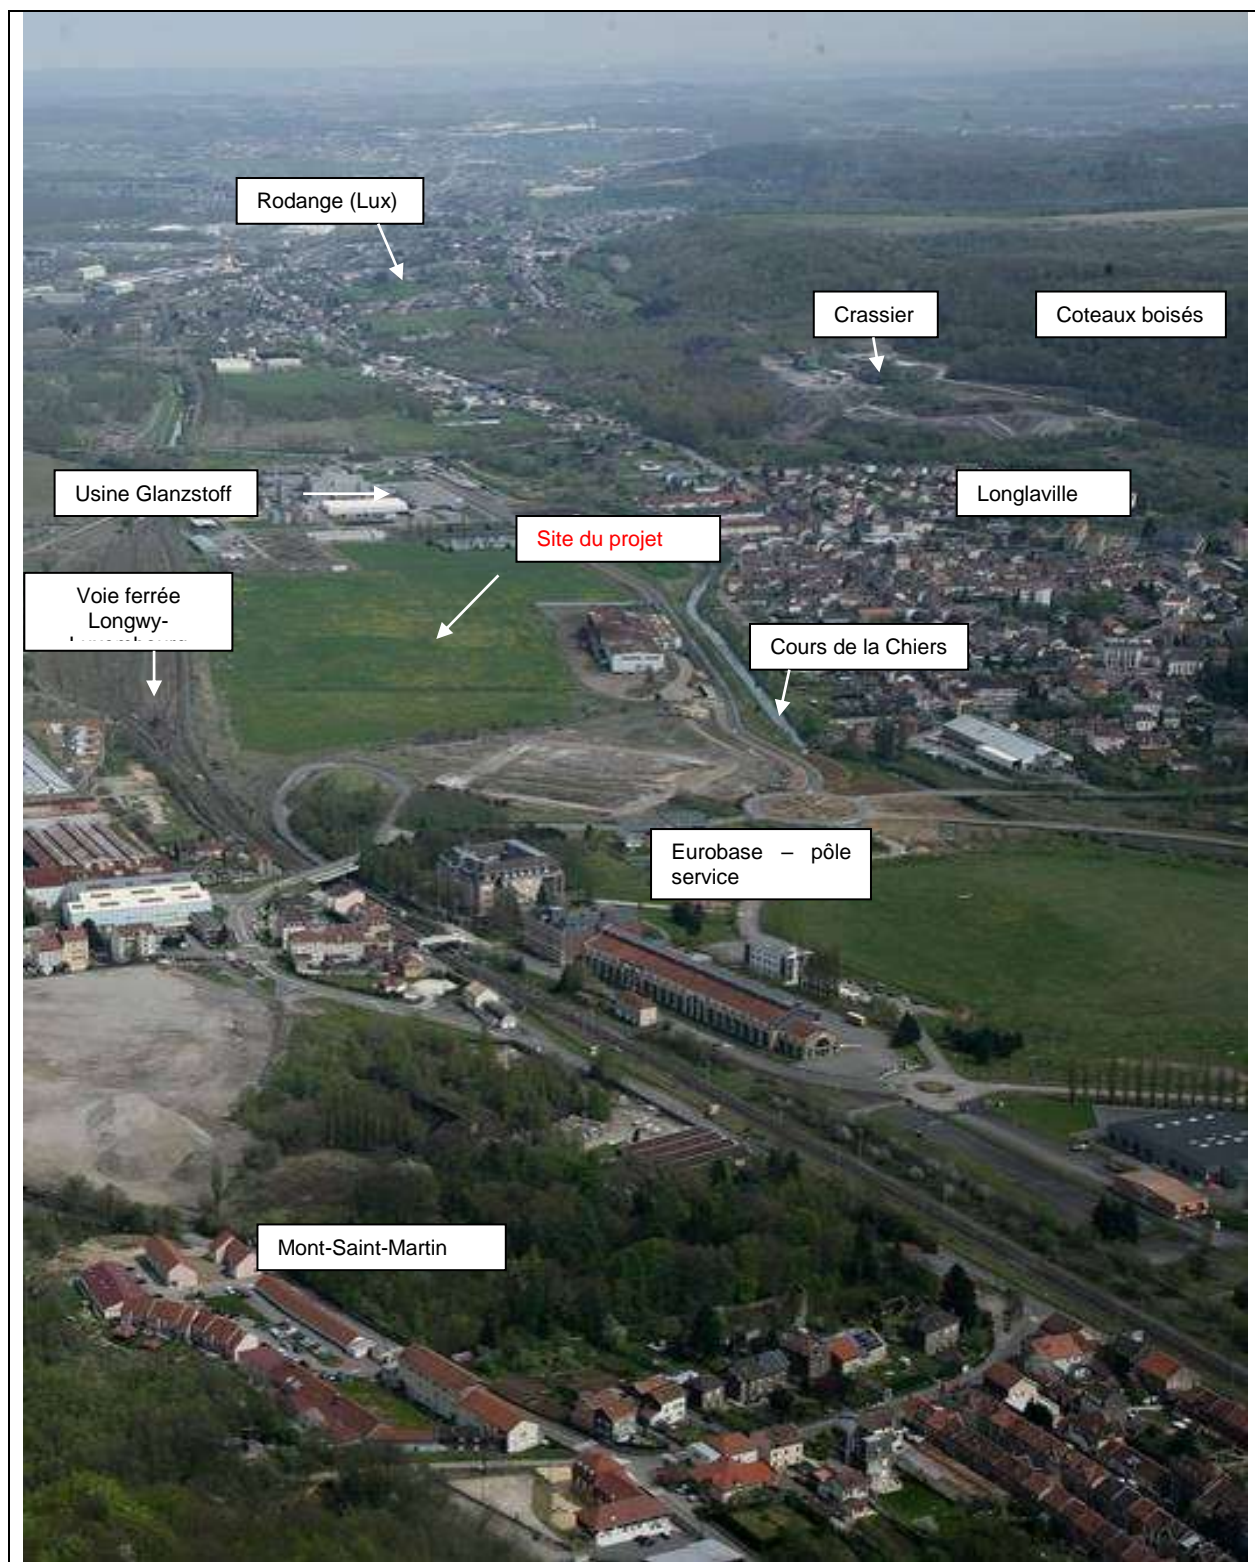 Rodange (Lux)
Crassier
Coteaux boisés
Usine Glanzstoff
Longlaville
Site du projet
Voie ferrée
Longwy-
Cours de la Chiers
Eurobase – pôle
service
Mont-Saint-Martin